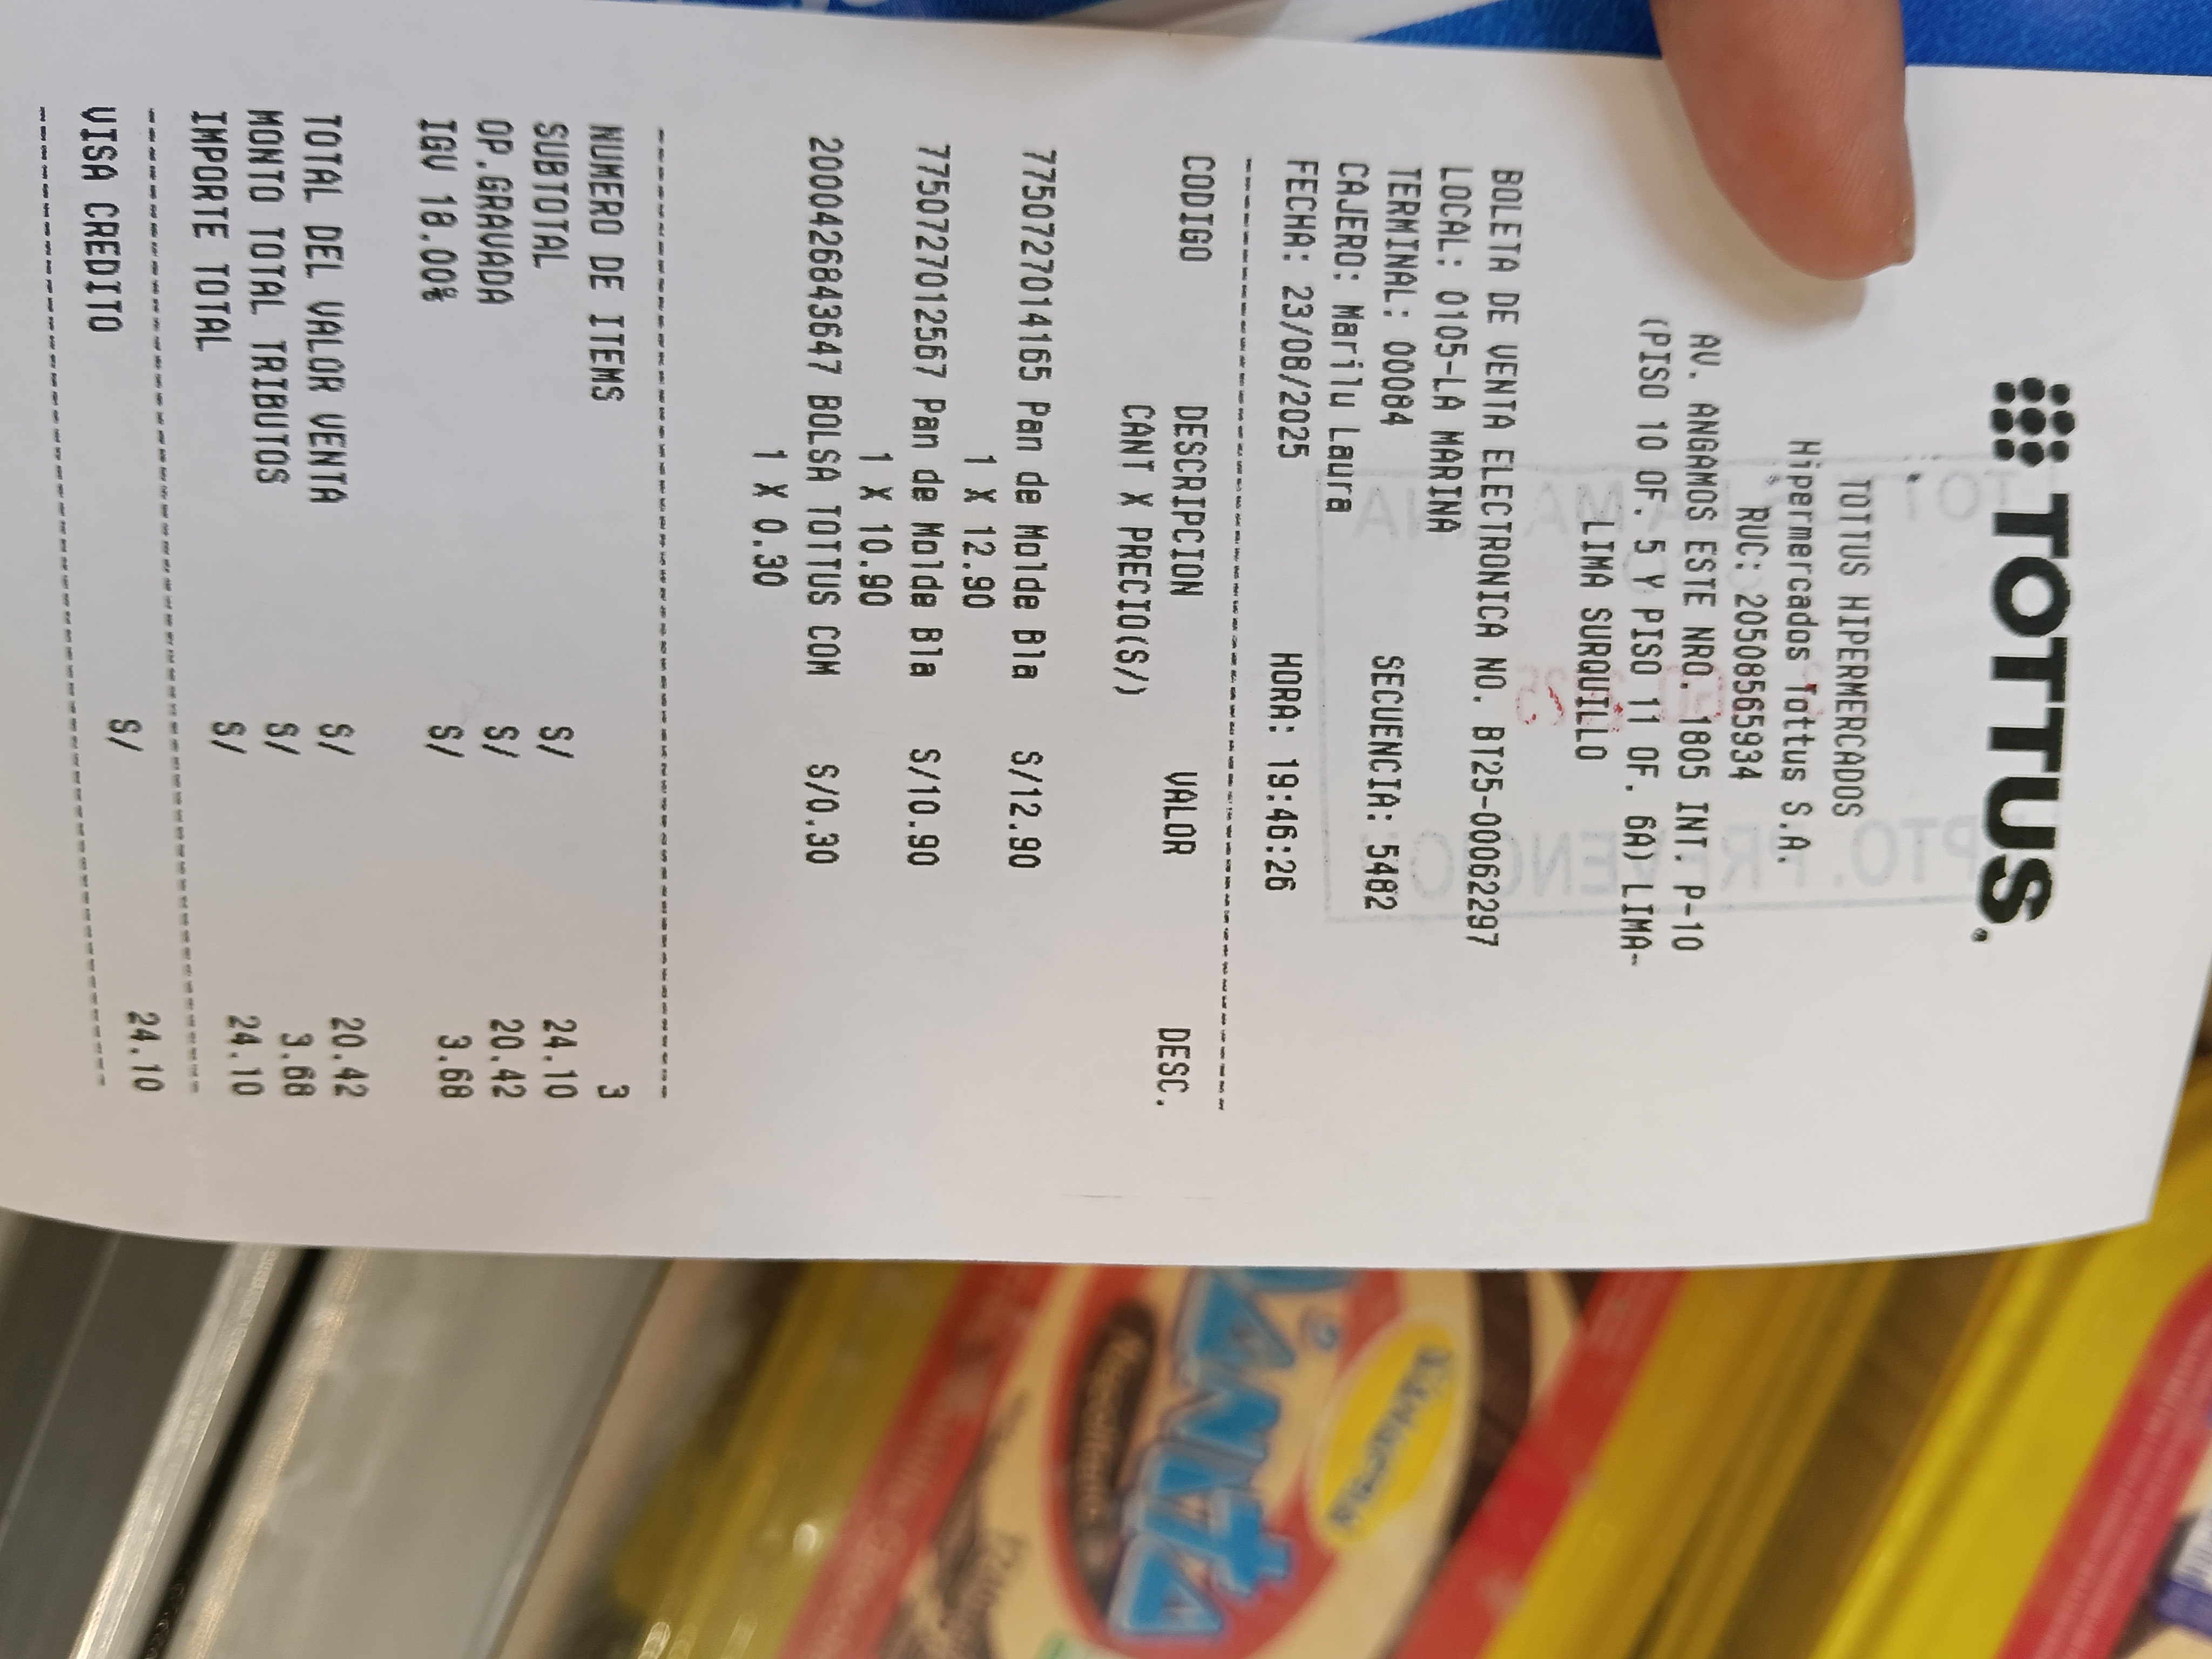 TOTTUS.
TOTTUS HIPERMERCADOS
Hipermercados Tottus S.A.
RUC: 20508565934
AV. ANGAMOS ESTE NRO. 1805 INT. P-10
(PISO 10 OF. 5 Y PISO 11 OF. 6A) LIMA-
LIMA SURQUILLO
BOLETA DE VENTA ELECTRONICA NO. BT25-00062297
LOCAL: 0105-LA MARINA
TERMINAL: 00084 SECUENCIA: 5482
CAJERO: Marilu Laura
FECHA: 23/08/2025 HORA: 19:46:26
CODIGO DESCRIPCION VALOR DESC.
CANT X PRECIO(S/)
7750727014165 Pan de Molde Bla S/12.90
1 X 12.90
7750727012567 Pan de Molde Bla S/10.90
1 X 10.90
2000426843647 BOLSA TOTTUS COM S/0.30
1 X 0.30
NUMERO DE ITEMS 3
SUBTOTAL S/ 24.10
OP.GRAVADA S/ 20.42
IGV 18.00% S/ 3.68
TOTAL DEL VALOR VENTA S/ 20.42
MONTO TOTAL TRIBUTOS S/ 3.68
IMPORTE TOTAL S/ 24.10
VISA CREDITO S/ 24.10